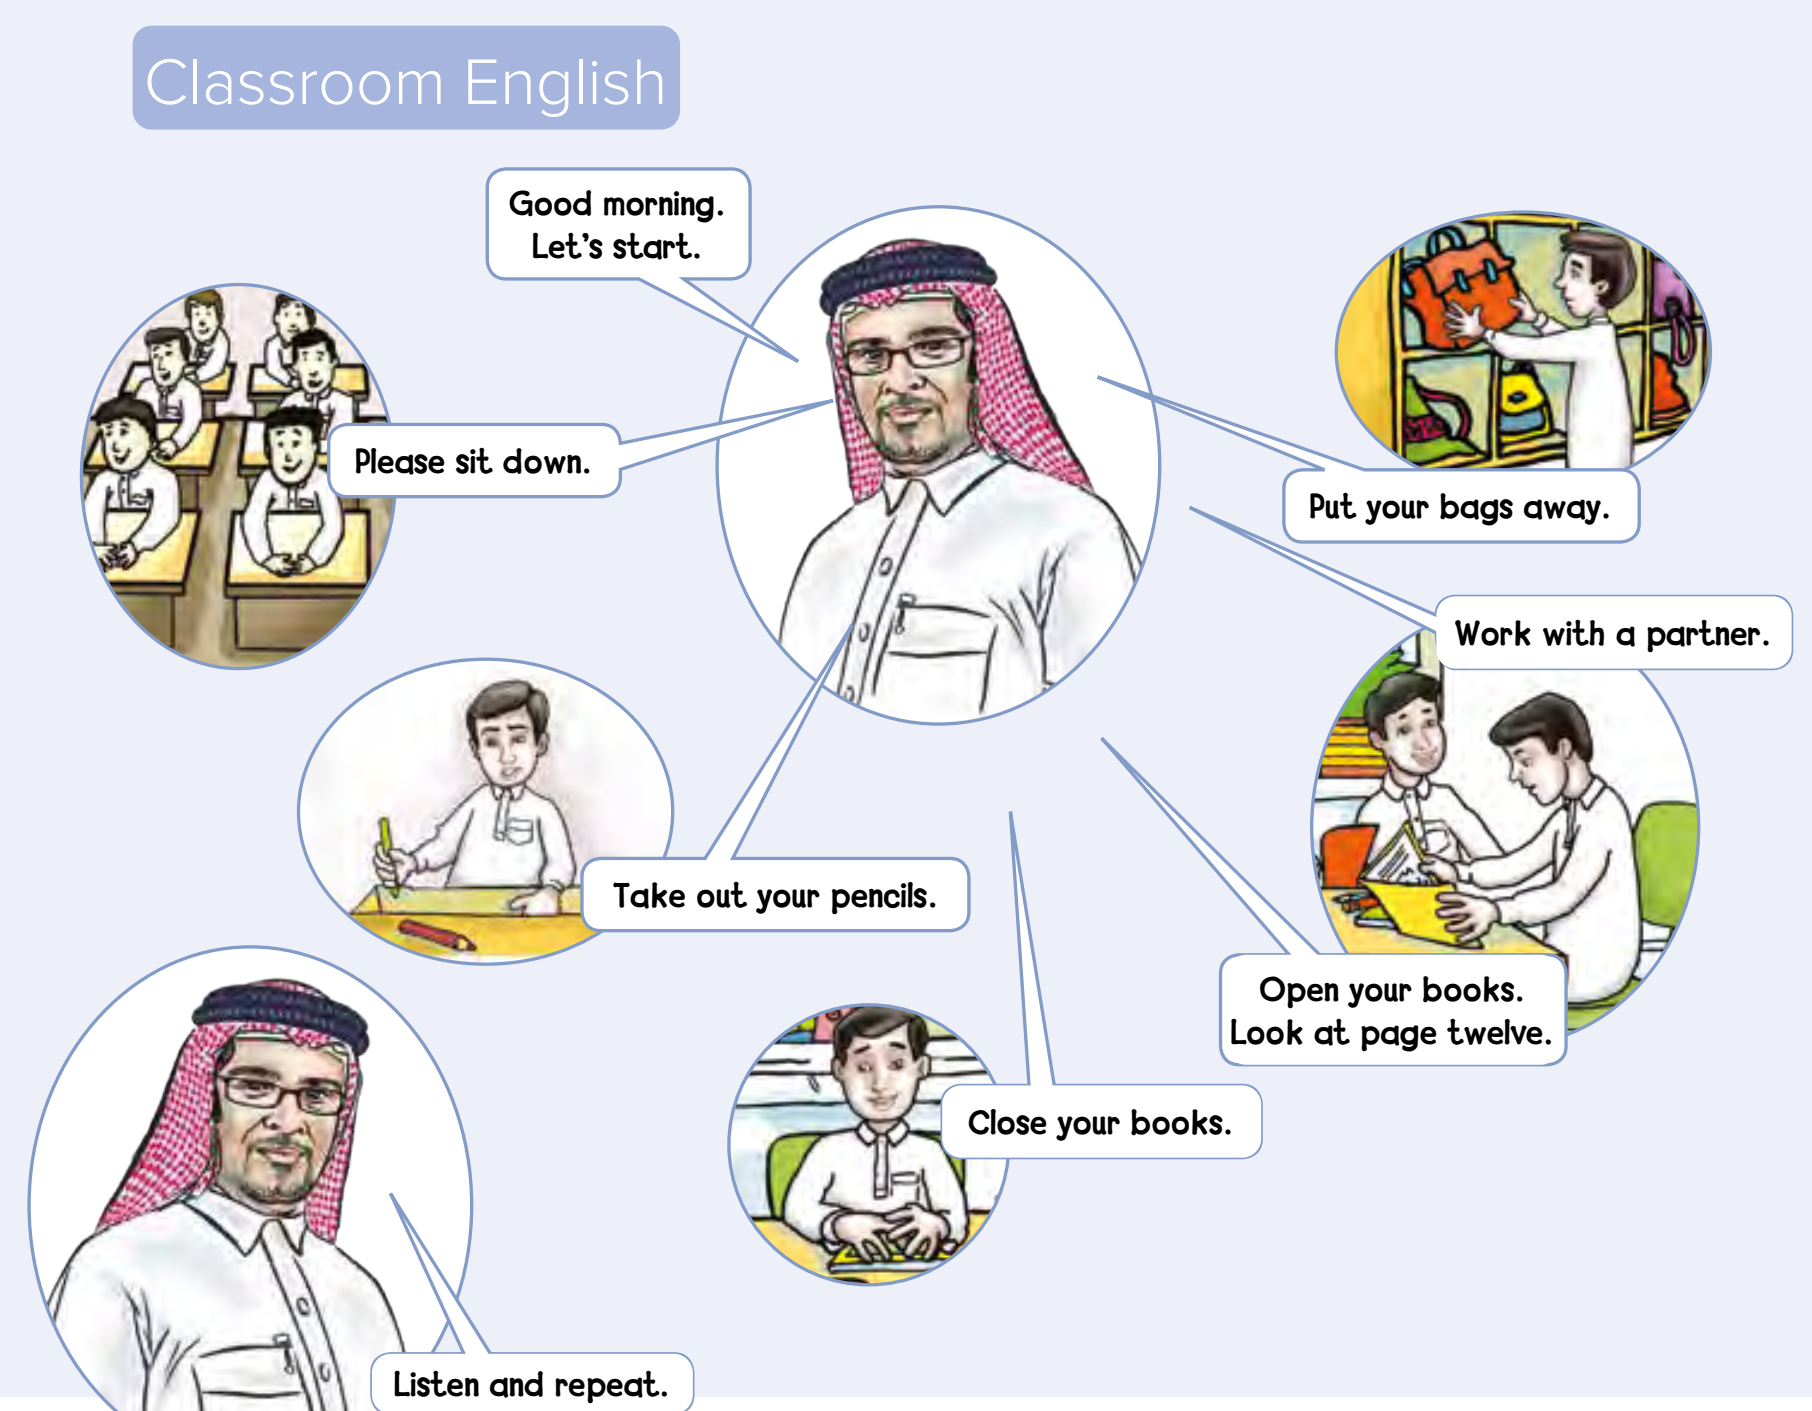 Classroom English
Good morning.
Let's start.
Please sit down.
Put your bags away.
Work with a partner.
Take out your pencils.
Open your books.
Look at page twelve.
Close your books.
Listen and repeat.